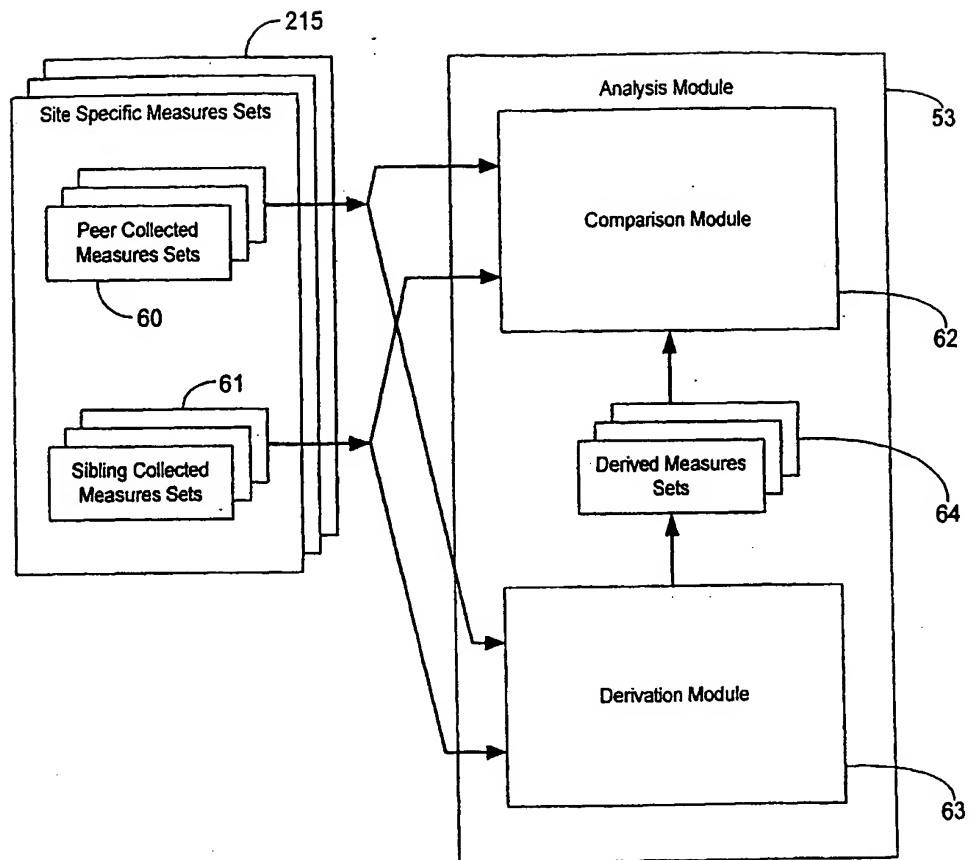 215
Site Specific Measures Sets
Peer Collected
Measures Sets
60
61
Sibling Collected
Measures Sets
Analysis Module
53
Comparison Module
62
Derived Measures
Sets
64
Derivation Module
63